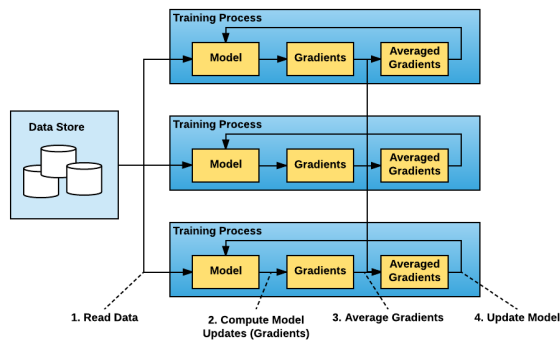 Training Process
Model
Gradients
Averaged
Gradients
Data Store
Training Process
Model
Gradients
Averaged
Gradients
Training Process
Model
Gradients
Averaged
Gradients
1. Read Data
2. Compute Model
Updates (Gradients)
3. Average Gradients
4. Update Model